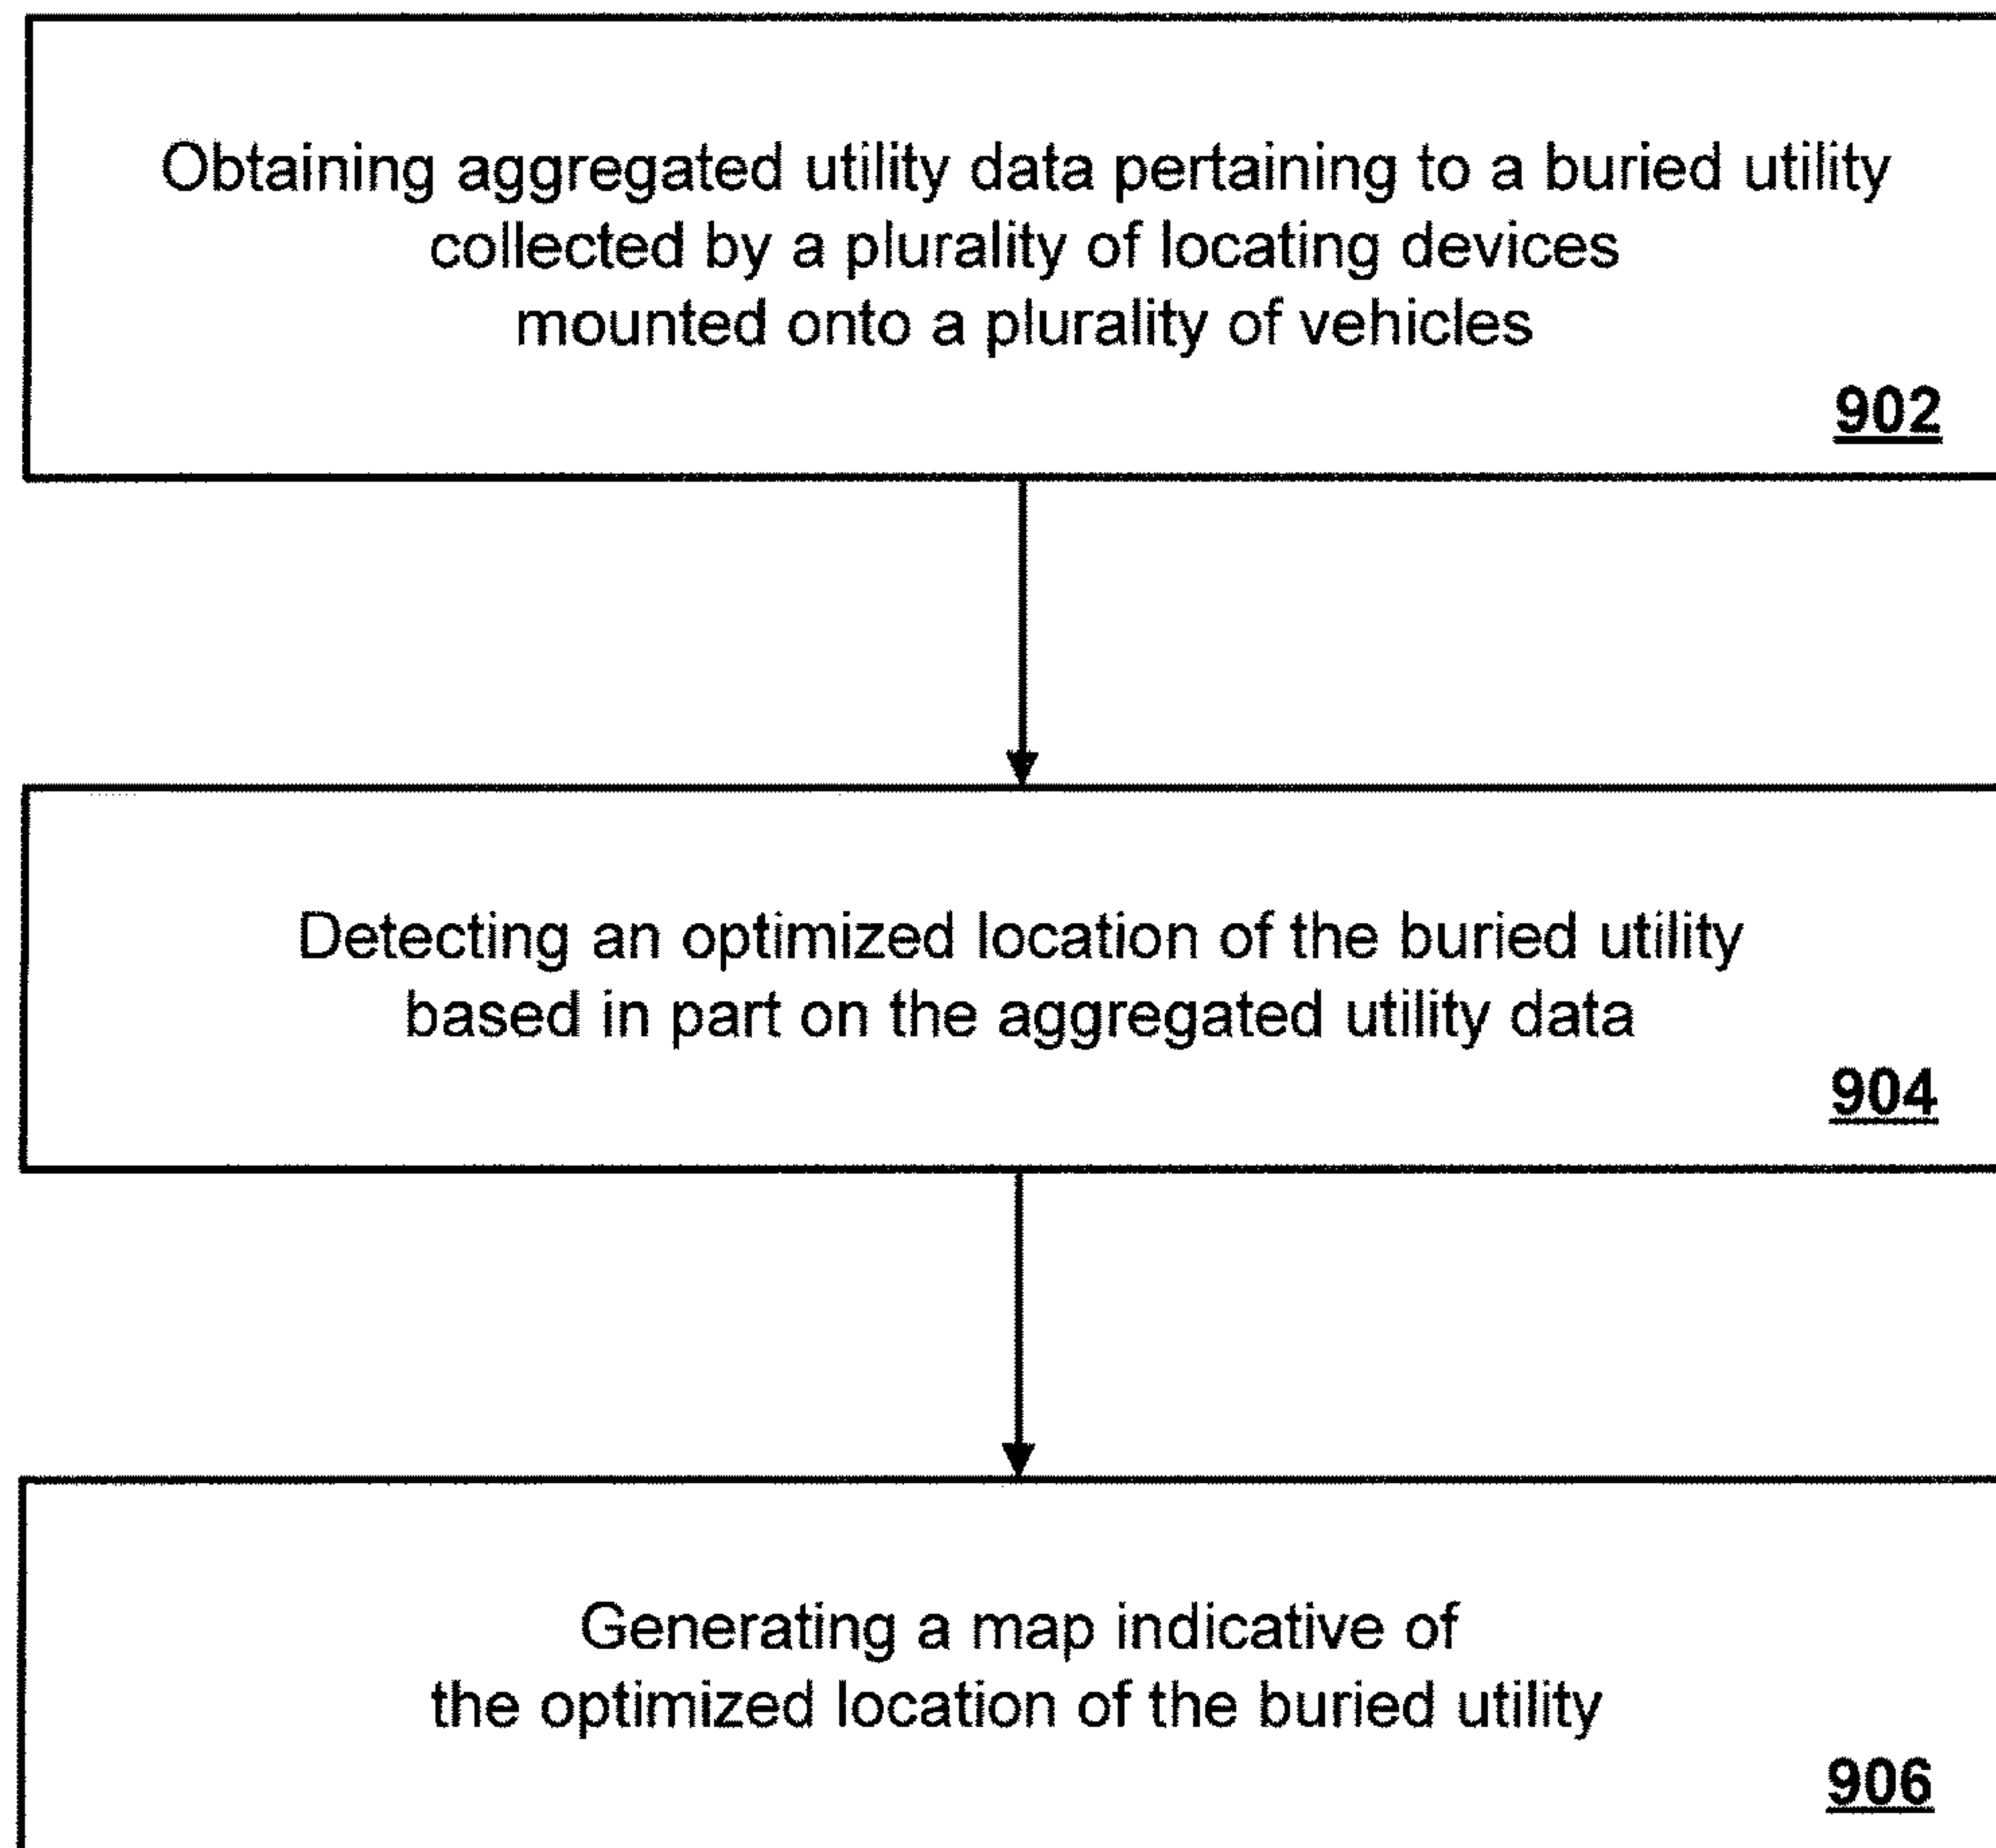 Obtaining aggregated utility data pertaining to a buried utility
collected by a plurality of locating devices
mounted onto a plurality of vehicles
902
Detecting an optimized location of the buried utility
based in part on the aggregated utility data
904
Generating a map indicative of
the optimized location of the buried utility
906